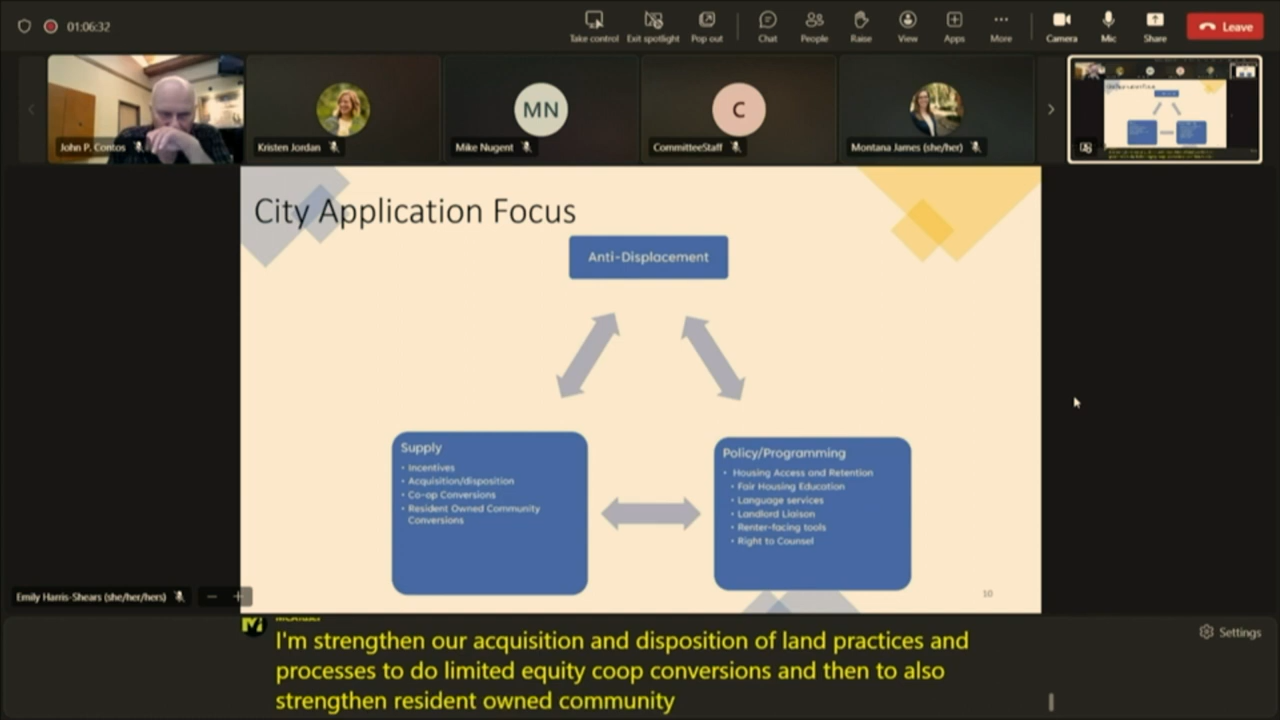 01:06:32
Take control
Exit spotlight
Pop out
Chat
People
Raise
View
Apps
More
Camera
Mic
Share
Leave
John P. Contos
Kristen Jordan
MN
Mike Nugent
C
CommitteeStaff
Montana James (she/her)
City Application Focus
Anti-Displacement
Supply
• Incentives
• Acquisition/disposition
• Co-op Conversions
• Resident Owned Community
Conversions
Policy/Programming
• Housing Access and Retention
• Fair Housing Education
• Language services
• Landlord Liaison
• Renter-facing tools
• Right to Counsel
10
Emily Harris-Shears (she/her/hers)
I'm strengthen our acquisition and disposition of land practices and
processes to do limited equity coop conversions and then to also
strengthen resident owned community
Settings